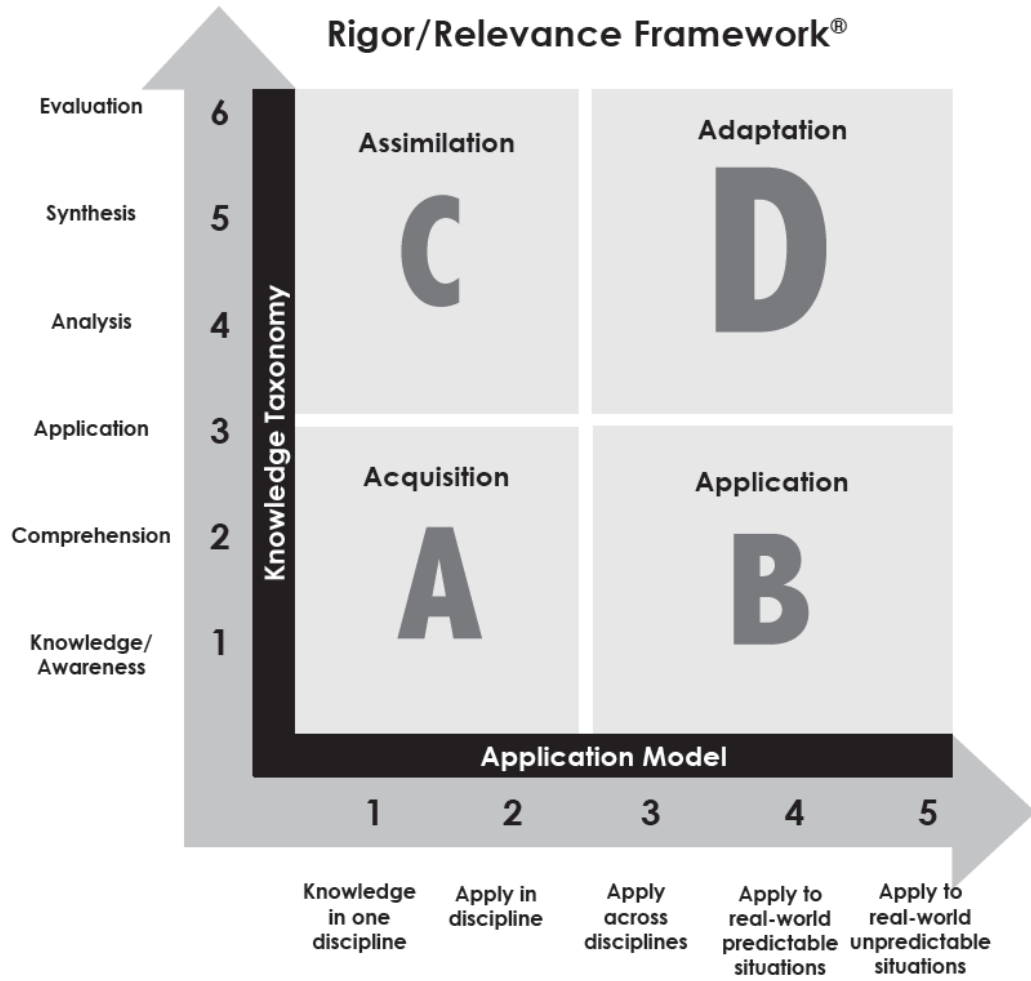 Rigor/Relevance Framework®
Evaluation
6
Synthesis
5
Analysis
4
Application
3
Comprehension
2
Knowledge/
Awareness
1
Knowledge Taxonomy
Assimilation
C
Adaptation
D
Acquisition
A
Application
B
Application Model
1 2 3 4 5
Knowledge
in one
discipline
Apply in
discipline
Apply
across
disciplines
Apply to
real-world
predictable
situations
Apply to
real-world
unpredictable
situations